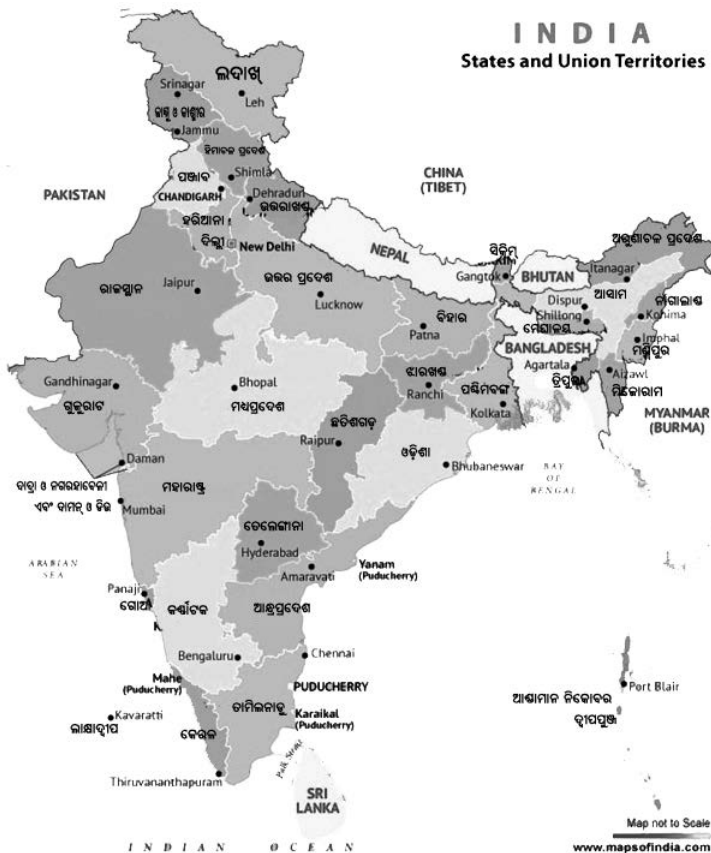 INDIA
States and Union Territories
ଲଦାଖ୍
Srinagar
Leh
ଜାମ୍ମୁ ଓ କାଶ୍ମୀର
Jammu
ହିମାଚଳ ପ୍ରଦେଶ
CHINA
(TIBET)
PAKISTAN
ପଞ୍ଜାବ
Shimla
CHANDIGARH
Dehradun
ଉତ୍ତରାଖଣ୍ଡ
ହରିଆନା
ଦିଲ୍ଲୀ
New Delhi
NEPAL
ସିକ୍କିମ୍
ଅରୁଣାଚଳ ପ୍ରଦେଶ
Gangtok
BHUTAN
Itanagar
ରାଜସ୍ଥାନ
Jaipur
ଉତ୍ତର ପ୍ରଦେଶ
Lucknow
Dispur
ଆସାମ
ନାଗାଲାଣ୍ଡ
ବିହାର
Patna
Shillong
ମେଘାଳୟ
Kohima
Imphal
ମଣିପୁର
BANGLADESH
Agartala
ତ୍ରିପୁରା
Aizawl
ମିଜୋରାମ
Gandhinagar
ଗୁଜୁରାଟ
Bhopal
ମଧ୍ୟପ୍ରଦେଶ
ଝାରଖଣ୍ଡ
Ranchi
ପଶ୍ଚିମବଙ୍ଗ
Kolkata
MYANMAR
(BURMA)
ଛତିଶଗଡ଼
Raipur
ଓଡ଼ିଶା
Bhubaneswar
BAY
OF
BENGAL
Daman
ଦାଦ୍ରା ଓ ନଗରହାବେଳୀ
ଏବଂ ଦାମନ୍ ଓ ଡିଉ
Mumbai
ମହାରାଷ୍ଟ୍ର
ତେଲେଙ୍ଗାନା
Hyderabad
ARABIAN
SEA
Amaravati
Yanam
(Puducherry)
Panaji
ଗୋଆ
କର୍ଣ୍ଣାଟକ
ଆନ୍ଧ୍ରପ୍ରଦେଶ
Bengaluru
Chennai
Mahe
(Puducherry)
PUDUCHERRY
ତାମିଲନାଡୁ
Karaikal
(Puducherry)
Port Blair
ଆଣ୍ଡାମାନ ନିକୋବର
ଦ୍ୱୀପପୁଞ୍ଜ
Kavaratti
ଲାକ୍ଷାଦ୍ୱୀପ
କେରଳ
Palk Strait
Thiruvananthapuram
SRI
LANKA
Map not to Scale
INDIAN OCEAN
www.mapsofindia.com